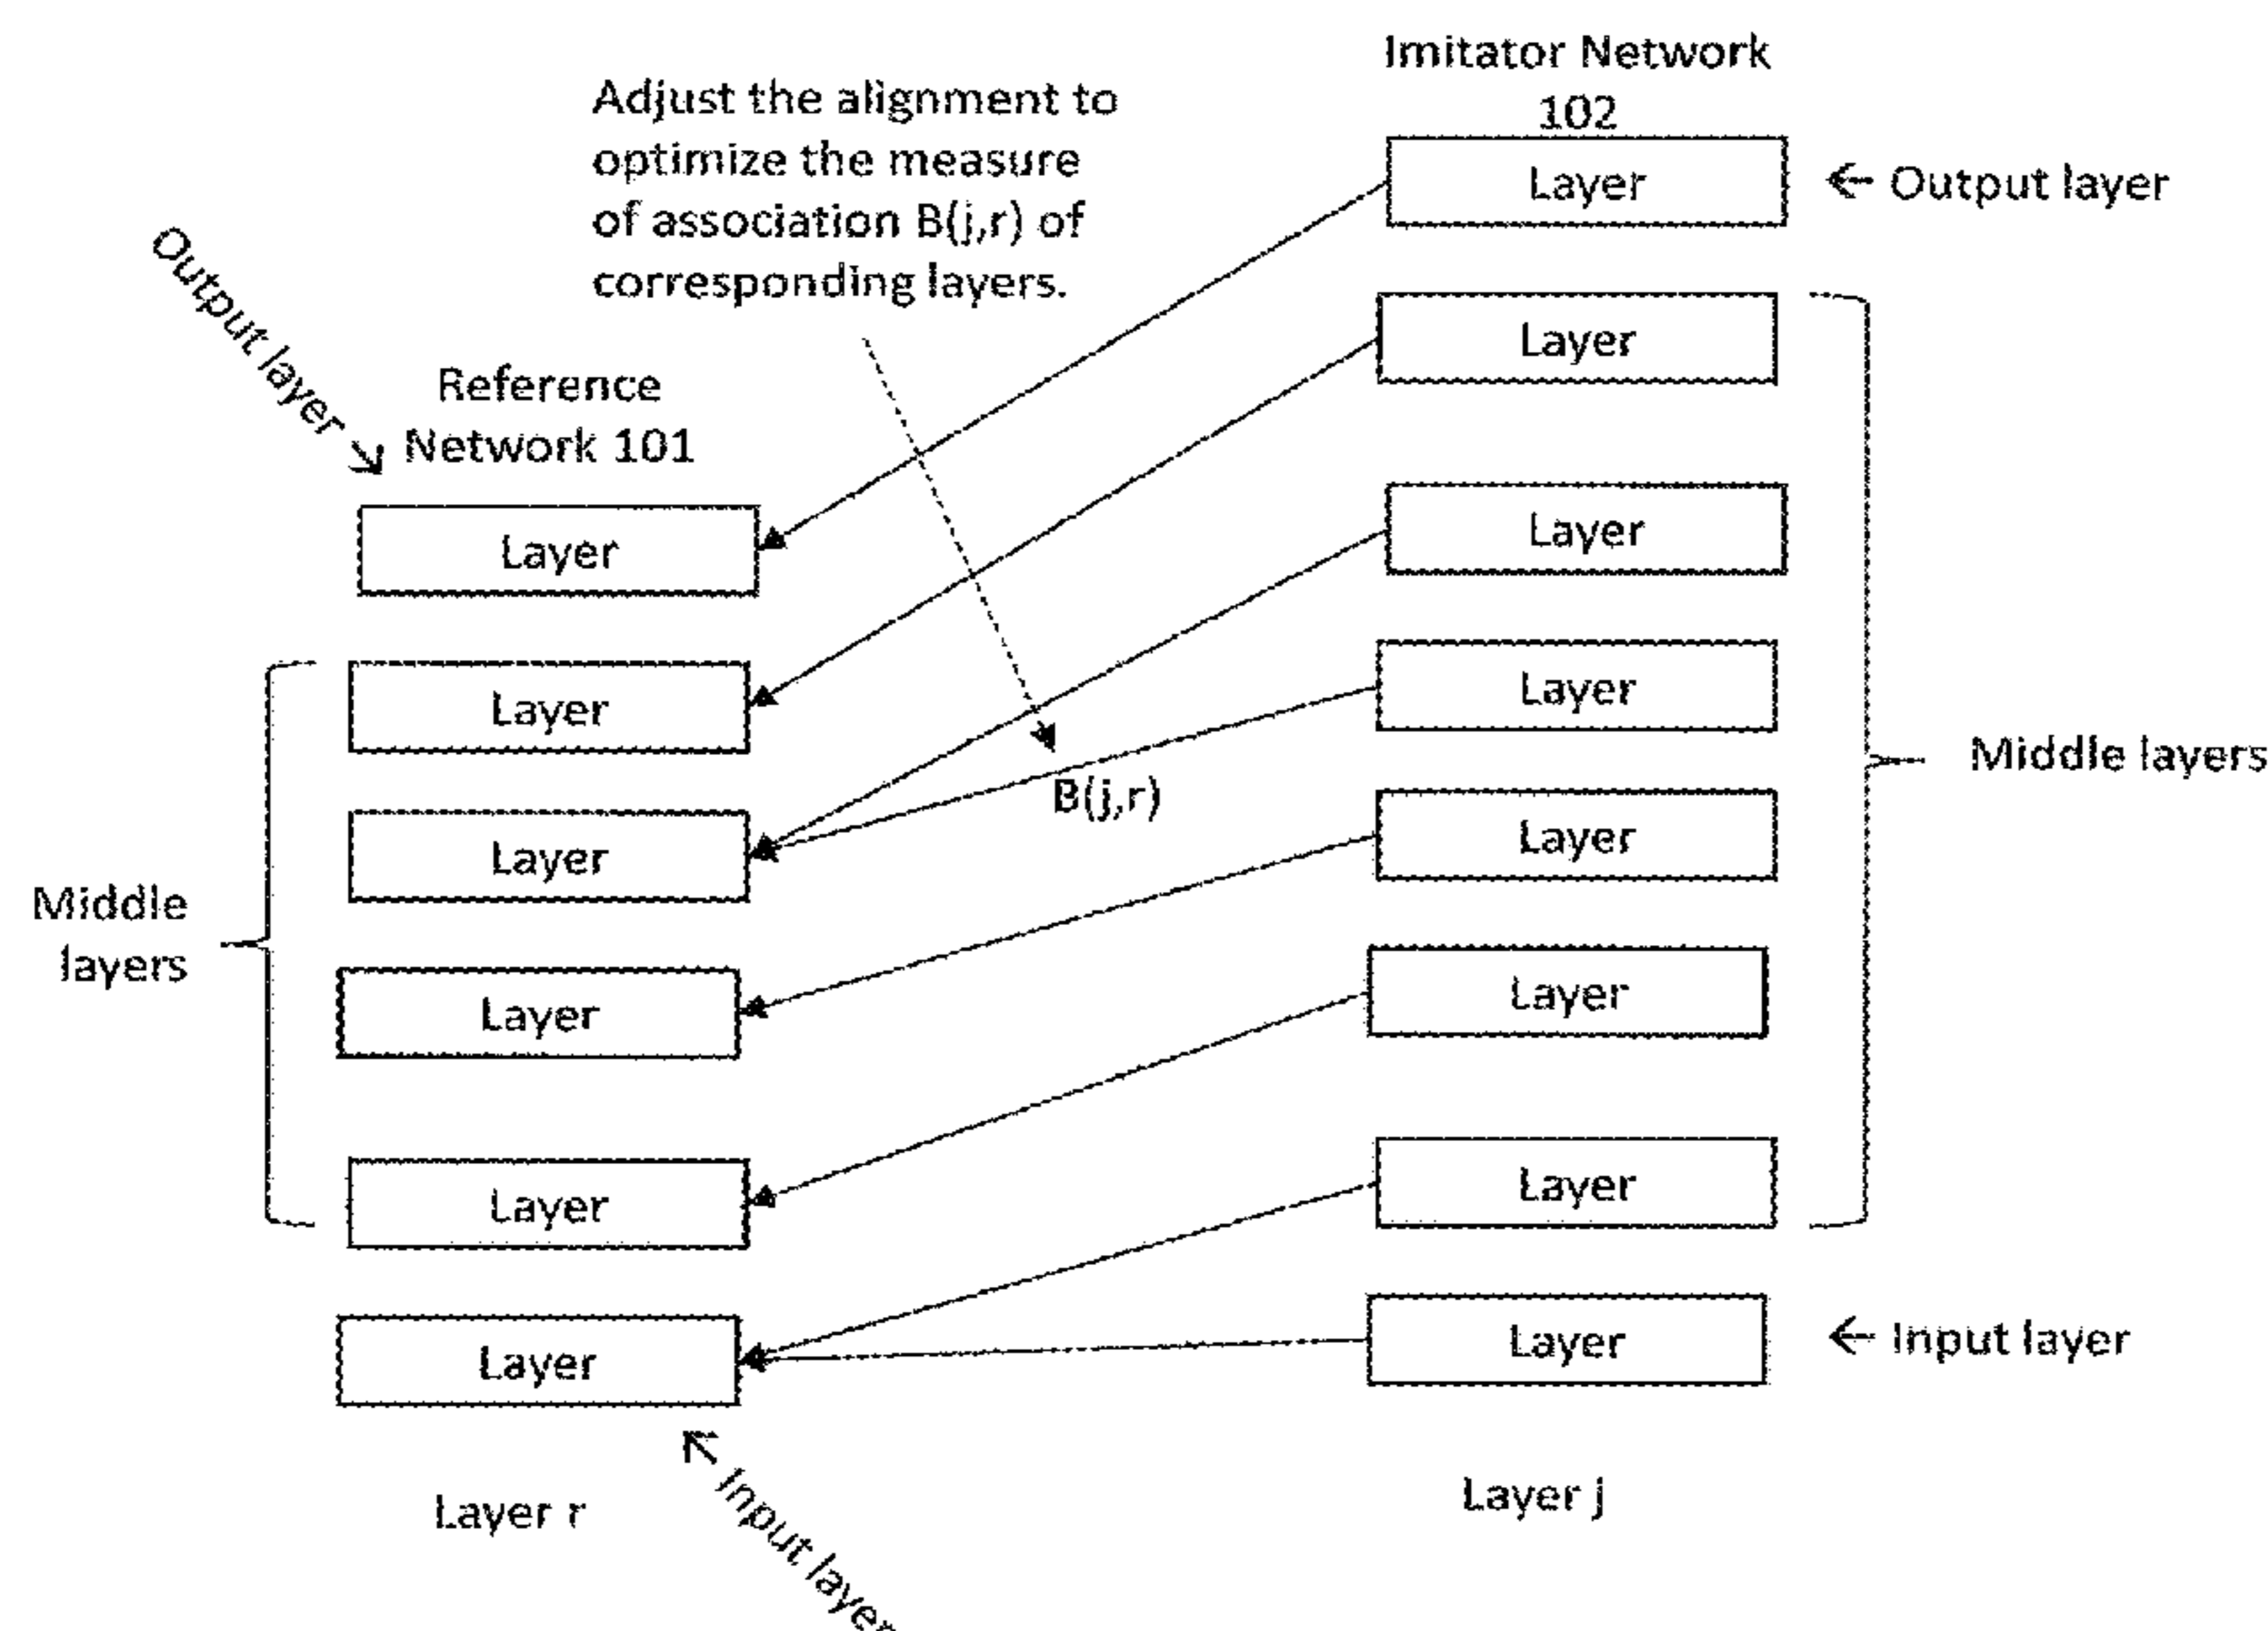 Imitator Network
102
Adjust the alignment to
optimize the measure
of association B(j,r) of
corresponding layers.
Output layer
Reference
Network 101
Layer
Layer
Layer
Layer
Layer
Layer
Middle
layers
B(j,r)
Layer
Layer
Layer
Layer
Layer
Layer
Layer
Layer
Output layer
Middle layers
Input layer
Layer r
Input layer
Layer j